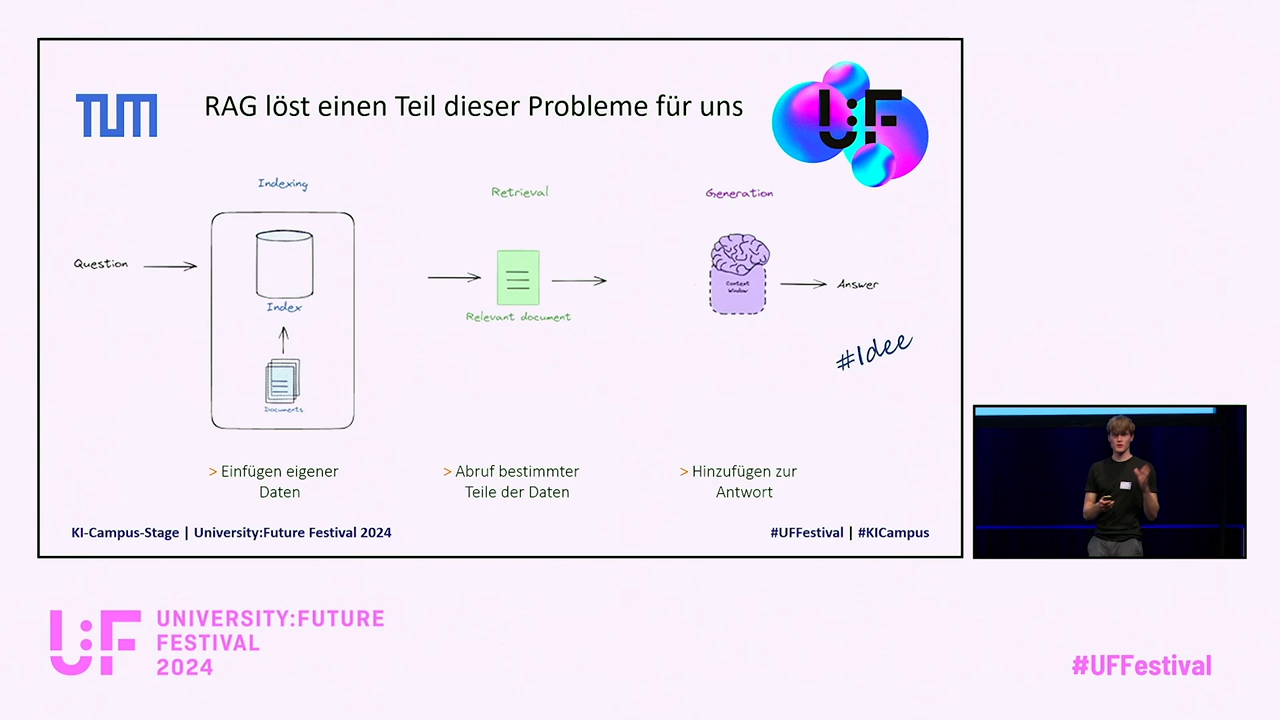 TUM
RAG löst einen Teil dieser Probleme für uns
U:F
Indexing
Retrieval
Generation
Question
Index
Documents
Relevant document
Context
Window
Answer
#Idee
> Einfügen eigener
Daten
> Abruf bestimmter
Teile der Daten
> Hinzufügen zur
Antwort
KI-Campus-Stage | University:Future Festival 2024
#UFFestival | #KICampus
U:F
UNIVERSITY:FUTURE
FESTIVAL
2024
#UFFestival